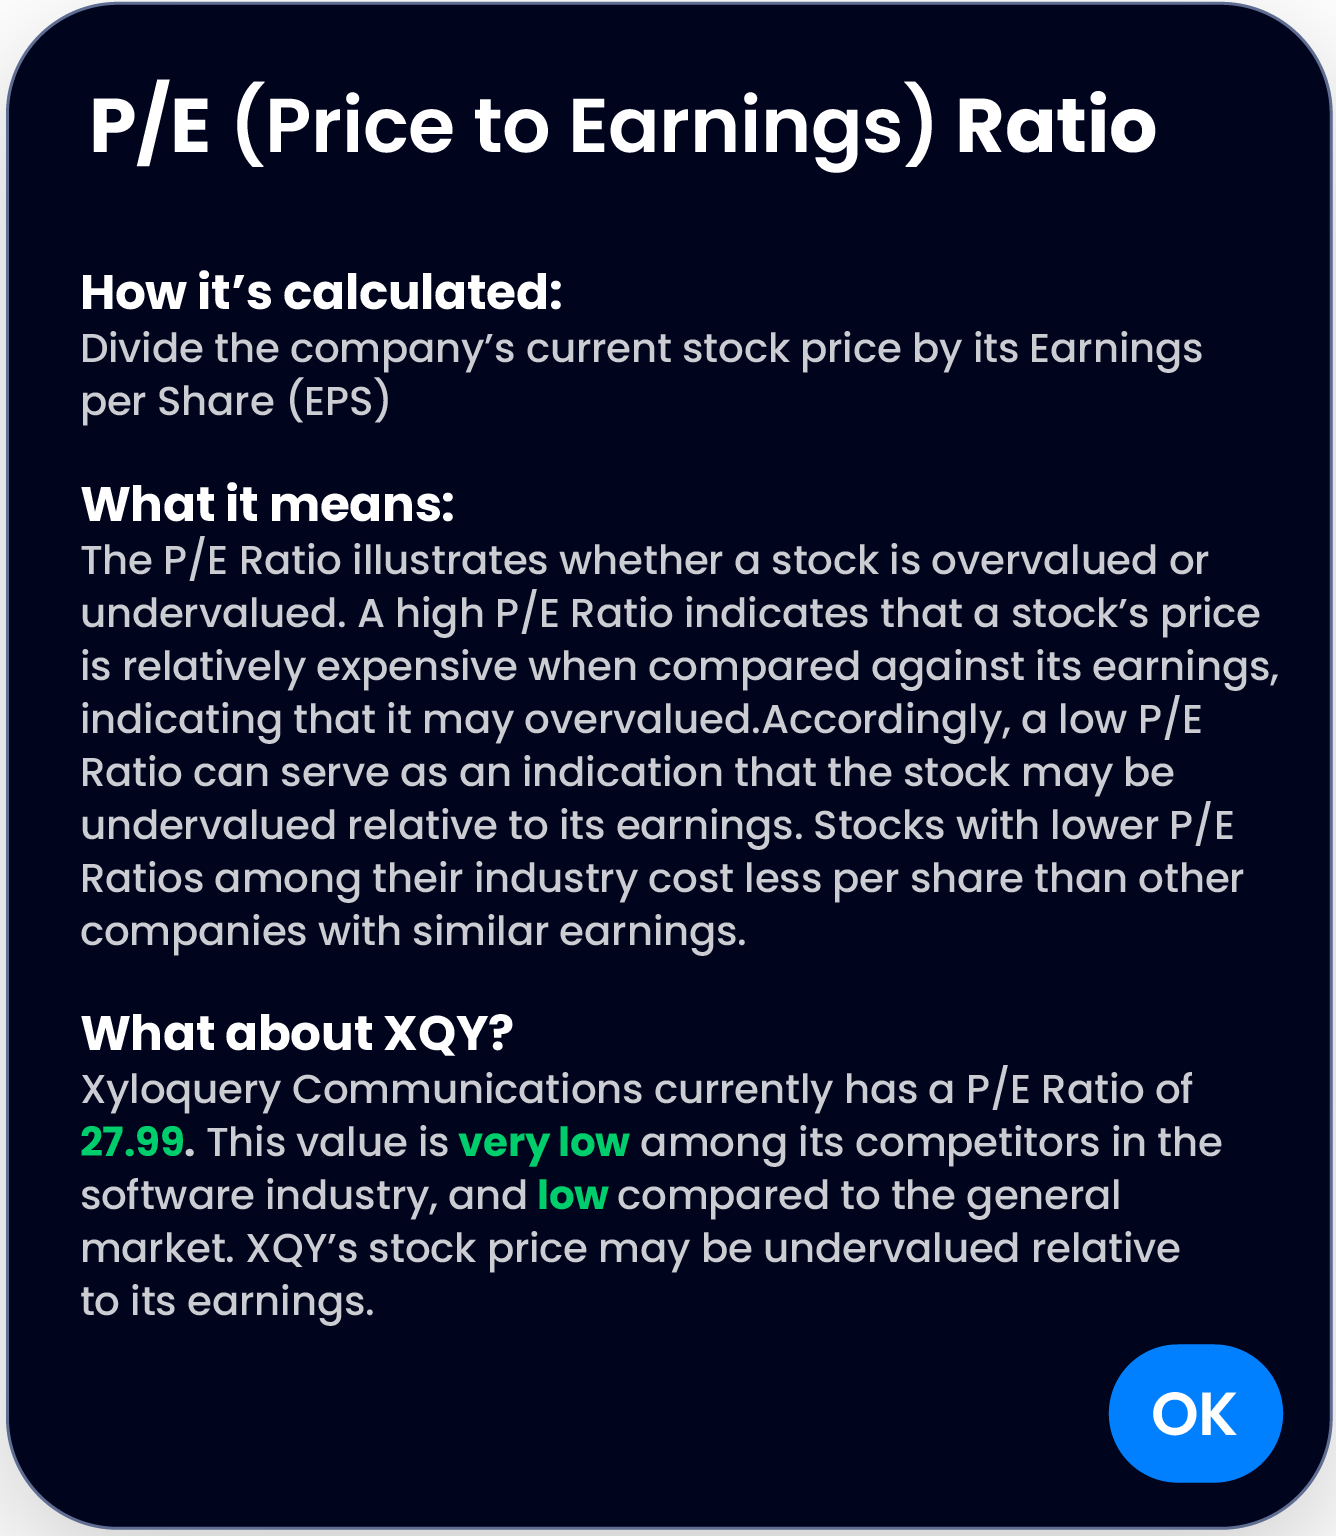 P/E (Price to Earnings) Ratio
How it’s calculated:
Divide the company’s current stock price by its Earnings
per Share (EPS)
What it means:
The P/E Ratio illustrates whether a stock is overvalued or
undervalued. A high P/E Ratio indicates that a stock’s price
is relatively expensive when compared against its earnings,
indicating that it may overvalued.Accordingly, a low P/E
Ratio can serve as an indication that the stock may be
undervalued relative to its earnings. Stocks with lower P/E
Ratios among their industry cost less per share than other
companies with similar earnings.
What about XQY?
Xyloquery Communications currently has a P/E Ratio of
27.99. This value is very low among its competitors in the
software industry, and low compared to the general
market. XQY’s stock price may be undervalued relative
to its earnings.
OK